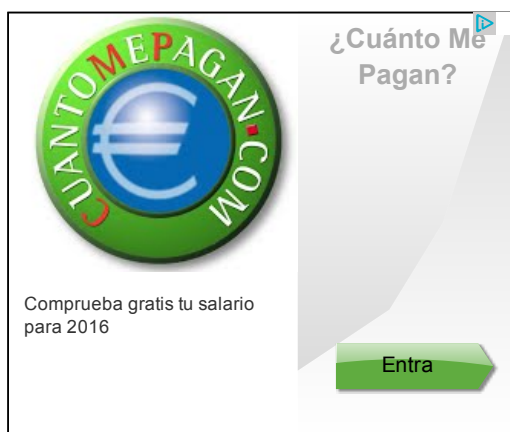 CUANTOMEPAGAN.COM
¿Cuánto Me
Pagan?
Comprueba gratis tu salario
para 2016
Entra